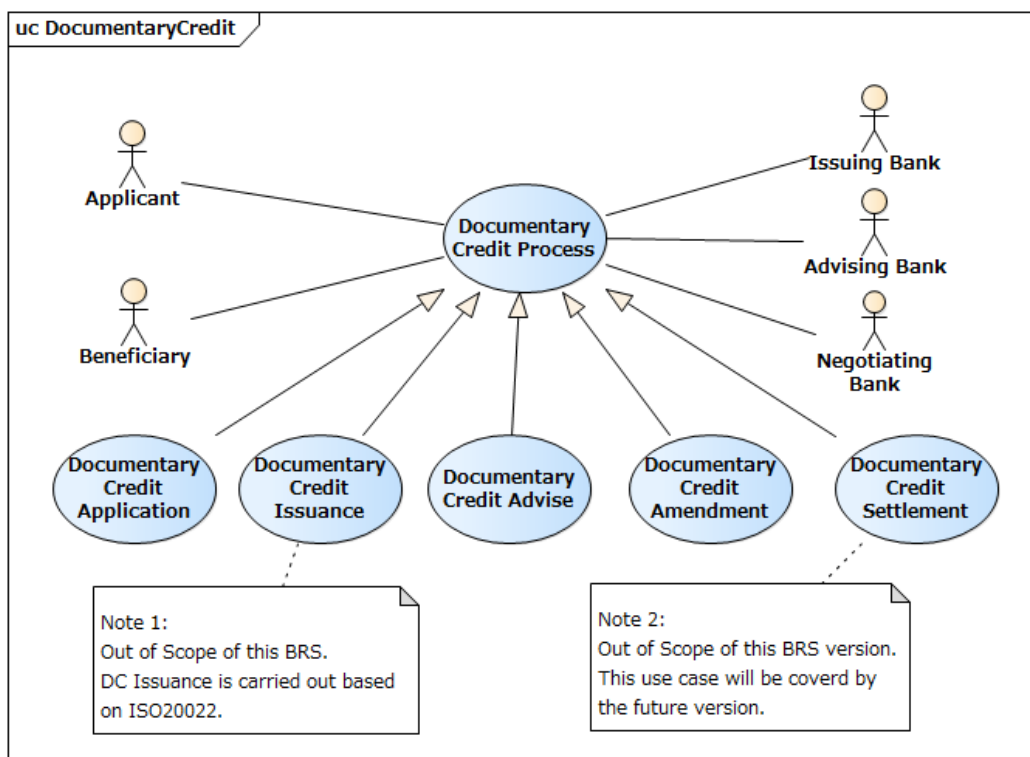 uc DocumentaryCredit
Applicant
Beneficiary
Documentary
Credit Process
Issuing Bank
Advising Bank
Negotiating
Bank
Documentary
Credit
Application
Documentary
Credit
Issuance
Documentary
Credit Advise
Documentary
Credit
Amendment
Documentary
Credit
Settlement
Note 1:
Out of Scope of this BRS.
DC Issuance is carried out based
on ISO20022.
Note 2:
Out of Scope of this BRS version.
This use case will be coverd by
the future version.